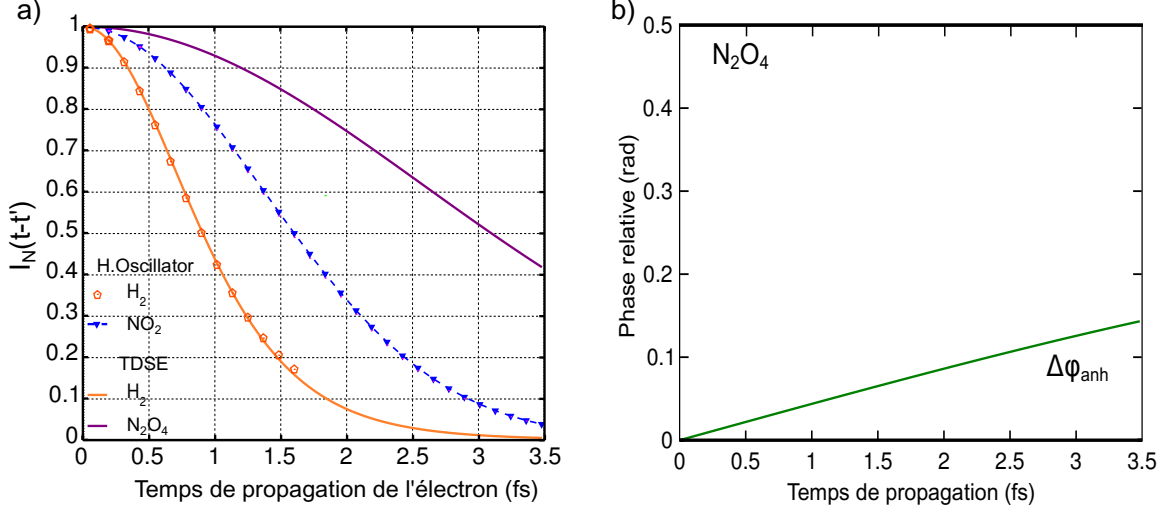 a)
I_N(t-t')
1
0.9
0.8
0.7
0.6
0.5
0.4
0.3
0.2
0.1
0
H.Oscillator
H₂
NO₂
TDSE
H₂
N₂O₄
0 0.5 1 1.5 2 2.5 3 3.5
Temps de propagation de l'électron (fs)
b)
Phase relative (rad)
0.5
0.4
0.3
0.2
0.1
0
N₂O₄
Δφ_anh
0 0.5 1 1.5 2 2.5 3 3.5
Temps de propagation (fs)